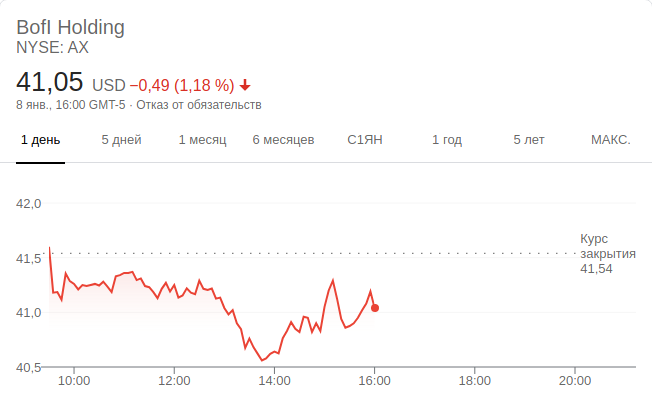 BofI Holding
NYSE: AX
41,05 USD −0,49 (1,18 %)
8 янв., 16:00 GMT-5 · Отказ от обязательств
1 день 5 дней 1 месяц 6 месяцев С1ЯН 1 год 5 лет МАКС.
42,0
Курс
закрытия
41,54
41,5
41,0
40,5
10:00 12:00 14:00 16:00 18:00 20:00